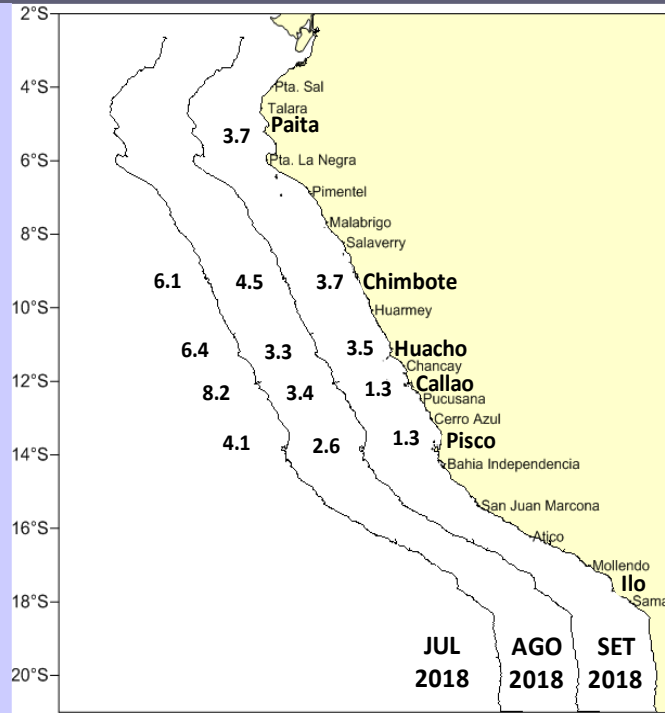 2°S
4°S
Pta. Sal
Talara
Paita
3.7
6°S
Pta. La Negra
Pimentel
8°S
Malabrigo
Salaverry
6.1 4.5 3.7 Chimbote
10°S
Huarmey
6.4 3.3 3.5 Huacho
Chancay
12°S
8.2 3.4 1.3 Callao
Pucusana
Cerro Azul
4.1 2.6 1.3 Pisco
14°S
Bahia Independencia
San Juan Marcona
16°S
Atico
Mollendo
Ilo
18°S
Sama
JUL AGO SET
2018 2018 2018
20°S